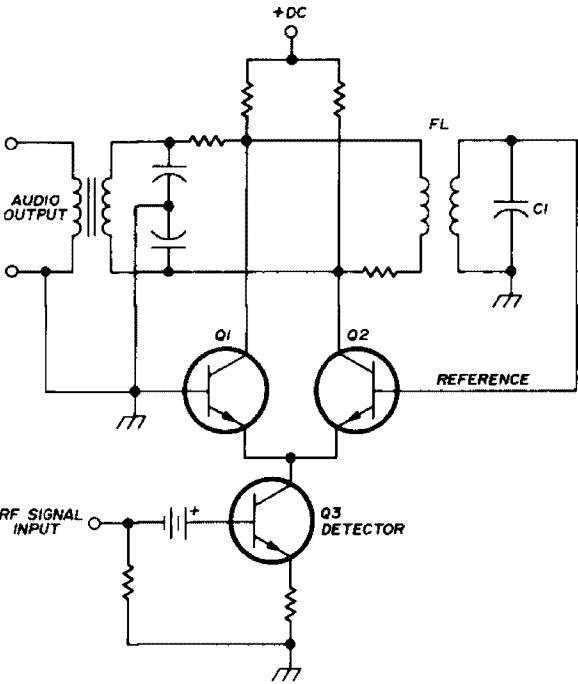 +DC
FL
AUDIO
OUTPUT
C1
Q1
Q2
REFERENCE
RF SIGNAL
INPUT
+
Q3
DETECTOR